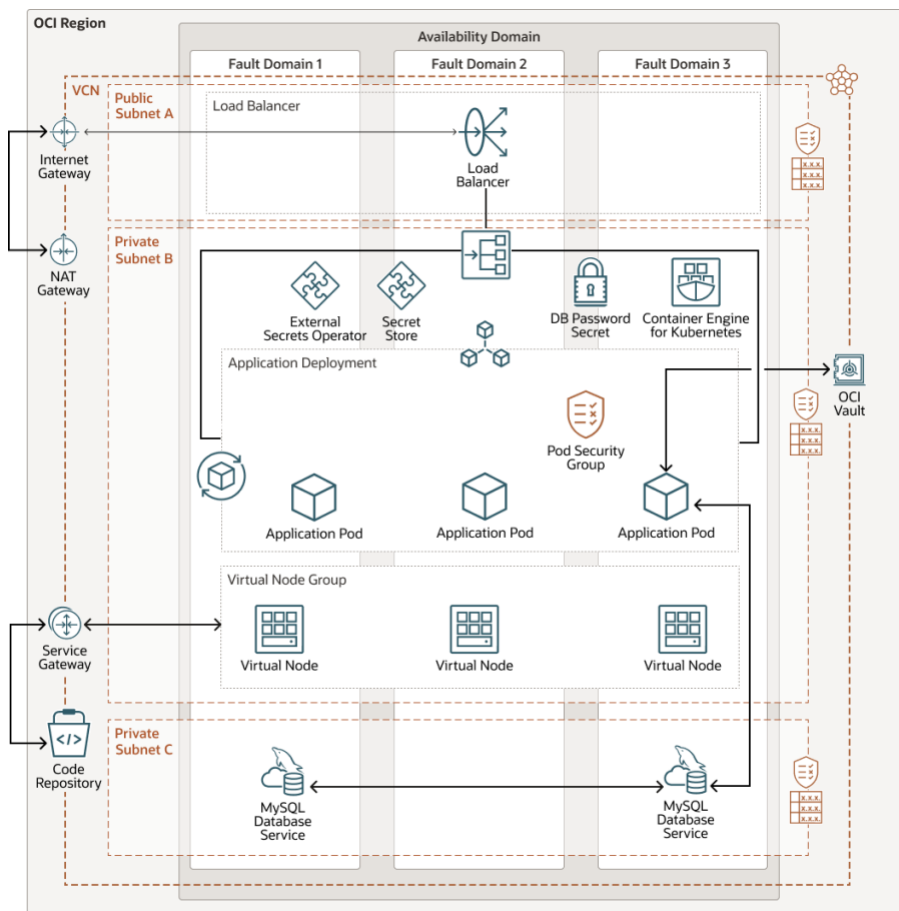 OCI Region
Availability Domain
Fault Domain 1
Fault Domain 2
Fault Domain 3
VCN
Public
Subnet A
Load Balancer
Internet
Gateway
Load
Balancer
Private
Subnet B
NAT
Gateway
External
Secrets Operator
Secret
Store
DB Password
Secret
Container Engine
for Kubernetes
Application Deployment
OCI
Vault
Pod Security
Group
Application Pod
Application Pod
Application Pod
Virtual Node Group
Service
Gateway
Virtual Node
Virtual Node
Virtual Node
Private
Subnet C
Code
Repository
MySQL
Database
Service
MySQL
Database
Service